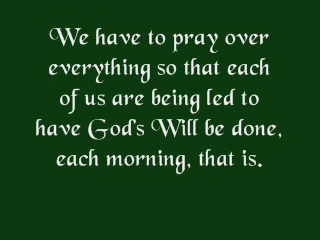 We have to pray over
everything so that each
of us are being led to
have God's Will be done,
each morning, that is.